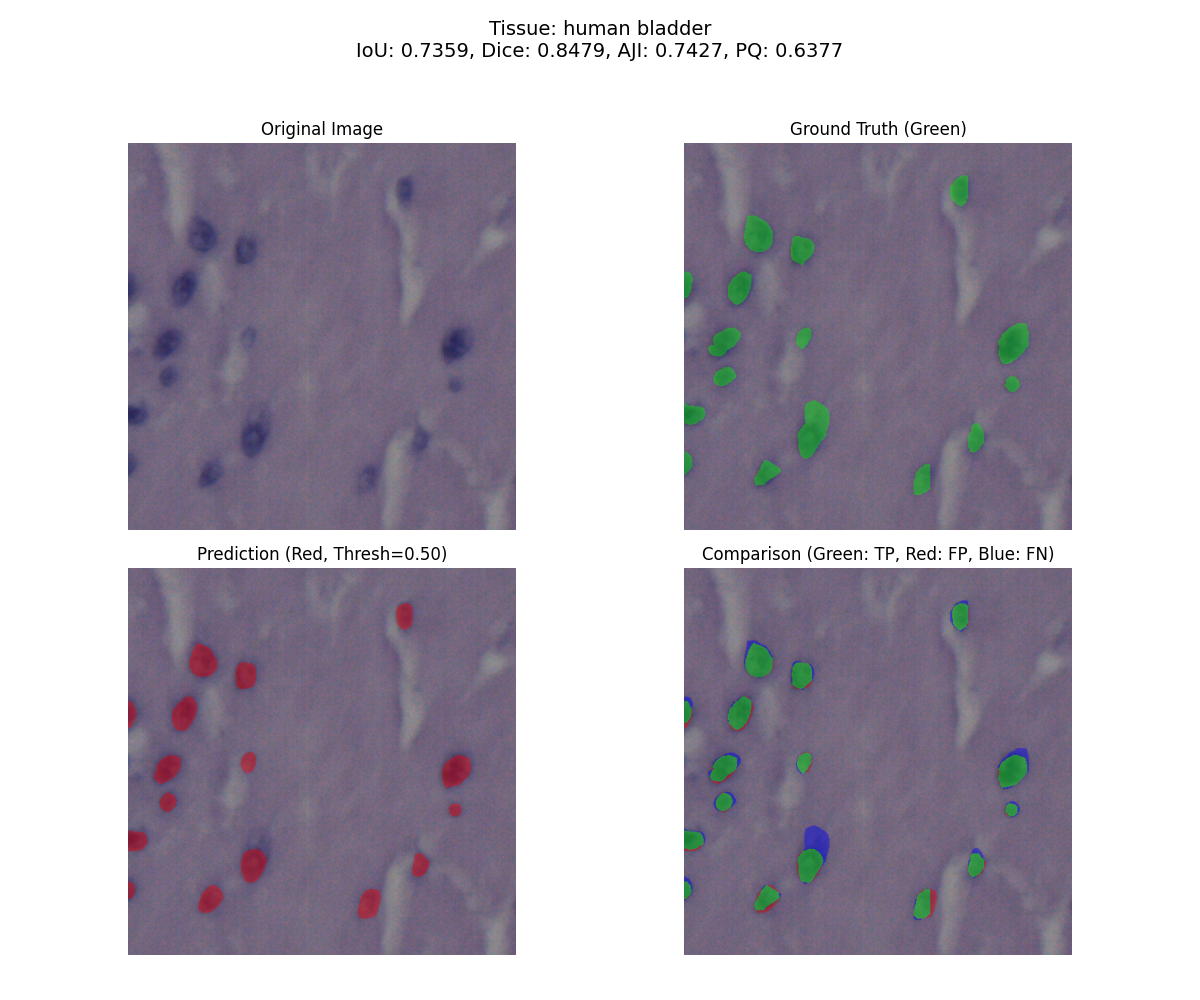 Tissue: human bladder
IoU: 0.7359, Dice: 0.8479, AJI: 0.7427, PQ: 0.6377
Original Image
Ground Truth (Green)
Prediction (Red, Thresh=0.50)
Comparison (Green: TP, Red: FP, Blue: FN)